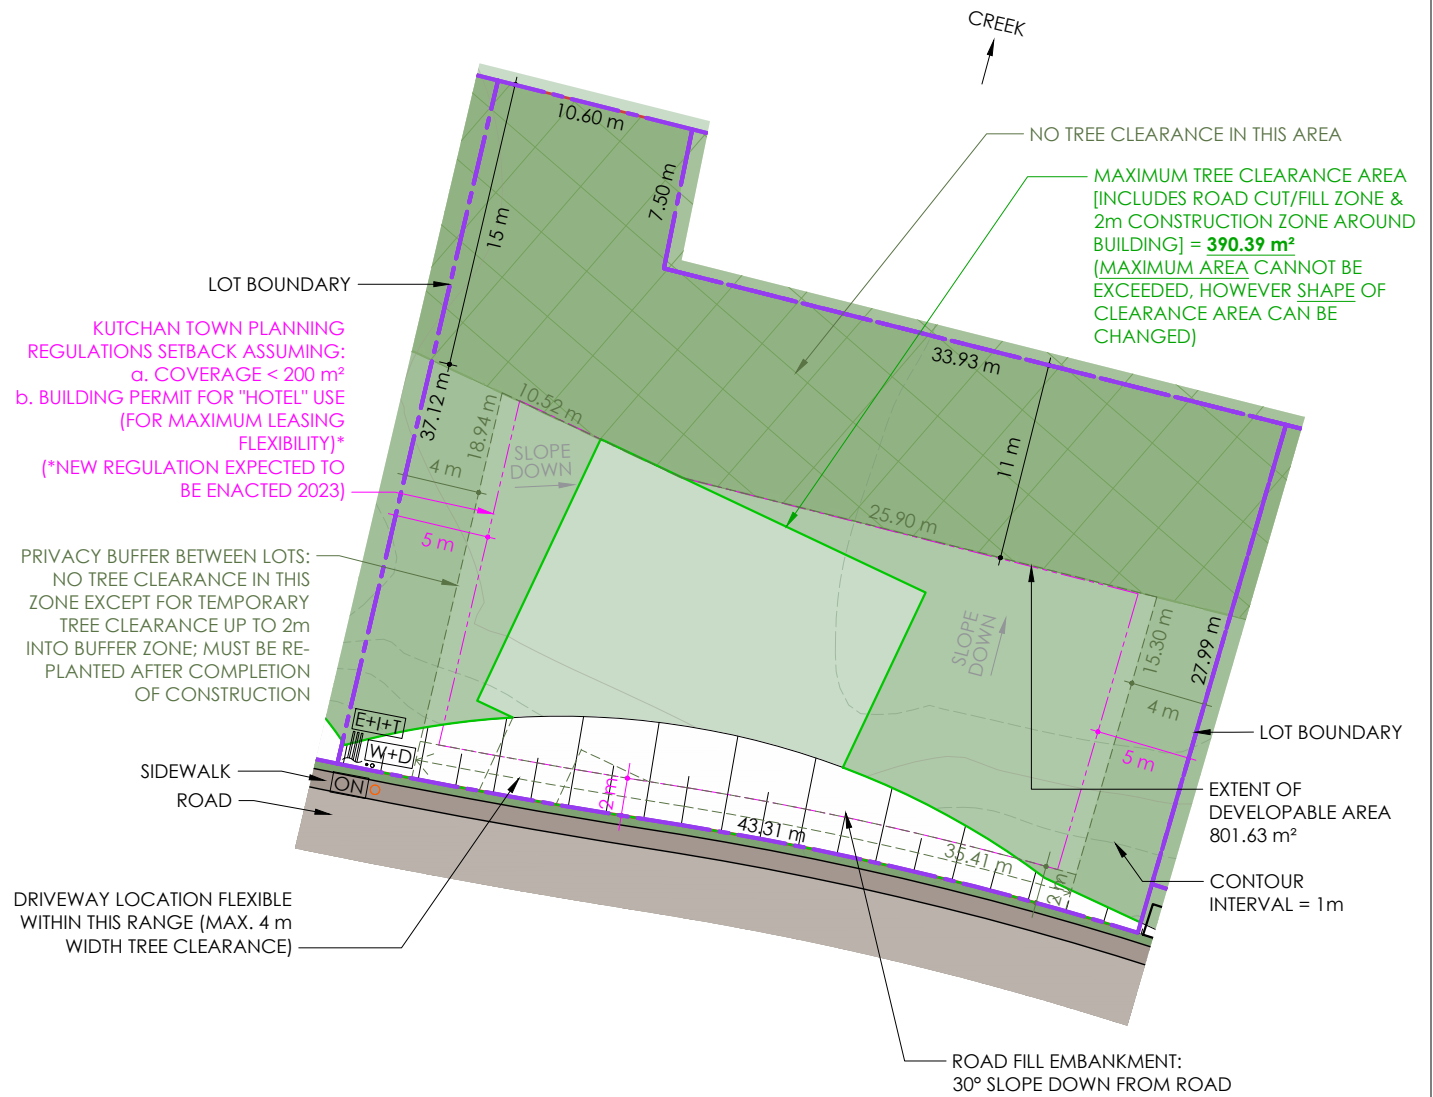 CREEK
10.60 m
NO TREE CLEARANCE IN THIS AREA
MAXIMUM TREE CLEARANCE AREA
[INCLUDES ROAD CUT/FILL ZONE &
2m CONSTRUCTION ZONE AROUND
BUILDING] = 390.39 m²
(MAXIMUM AREA CANNOT BE
EXCEEDED, HOWEVER SHAPE OF
CLEARANCE AREA CAN BE
CHANGED)
7.50 m
15 m
LOT BOUNDARY
KUTCHAN TOWN PLANNING
REGULATIONS SETBACK ASSUMING:
a. COVERAGE < 200 m²
b. BUILDING PERMIT FOR "HOTEL" USE
(FOR MAXIMUM LEASING
FLEXIBILITY)*
(*NEW REGULATION EXPECTED TO
BE ENACTED 2023)
33.93 m
37.12 m
10.52 m
18.94 m
SLOPE
DOWN
4 m
11 m
25.90 m
5 m
PRIVACY BUFFER BETWEEN LOTS:
NO TREE CLEARANCE IN THIS
ZONE EXCEPT FOR TEMPORARY
TREE CLEARANCE UP TO 2m
INTO BUFFER ZONE; MUST BE RE-
PLANTED AFTER COMPLETION
OF CONSTRUCTION
SLOPE
DOWN
15.30 m
27.99 m
4 m
5 m
LOT BOUNDARY
E+I+T
W+D
ON
SIDEWALK
ROAD
2 m
43.31 m
35.41 m
2 m
EXTENT OF
DEVELOPABLE AREA
801.63 m²
CONTOUR
INTERVAL = 1m
DRIVEWAY LOCATION FLEXIBLE
WITHIN THIS RANGE (MAX. 4 m
WIDTH TREE CLEARANCE)
ROAD FILL EMBANKMENT:
30° SLOPE DOWN FROM ROAD